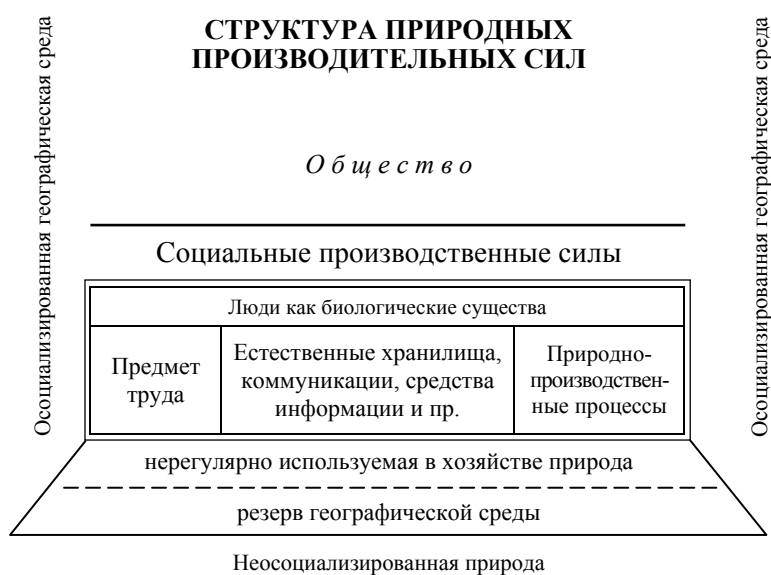 СТРУКТУРА ПРИРОДНЫХ
ПРОИЗВОДИТЕЛЬНЫХ СИЛ
Осоциализированная географическая среда
Общество
Осоциализированная географическая среда
Социальные производственные силы
Люди как биологические существа
Предмет
труда
Естественные хранилища,
коммуникации, средства
информации и пр.
Природно-
производствен-
ные процессы
нерегулярно используемая в хозяйстве природа
резерв географической среды
Неосоциализированная природа